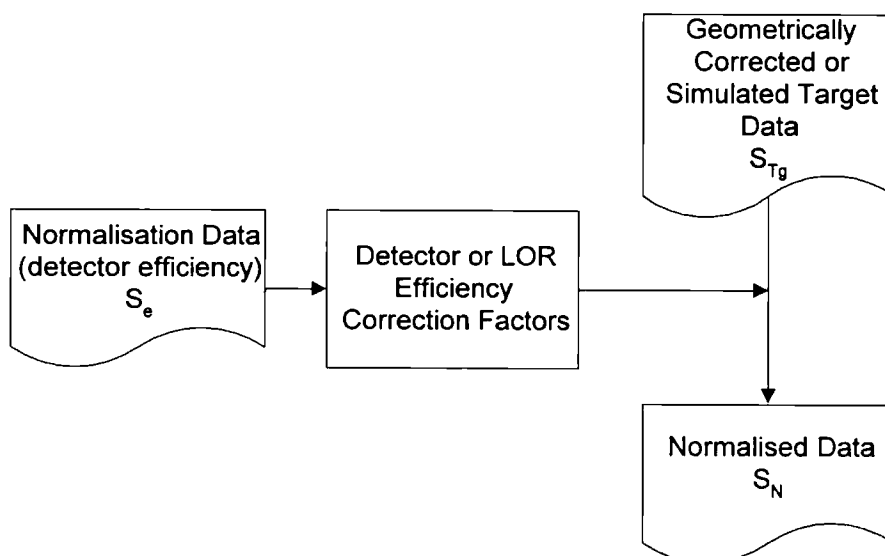 Geometrically
Corrected or
Simulated Target
Data
S_Tg
Normalisation Data
(detector efficiency)
S_e
Detector or LOR
Efficiency
Correction Factors
Normalised Data
S_N